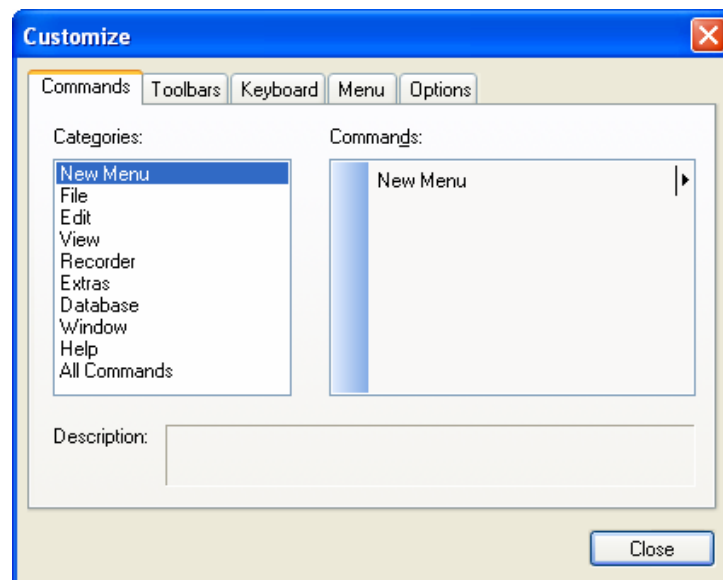 Customize
Commands Toolbars Keyboard Menu Options
Categories: Commands:
New Menu
File
Edit
View
Recorder
Extras
Database
Window
Help
All Commands
New Menu
Description:
Close